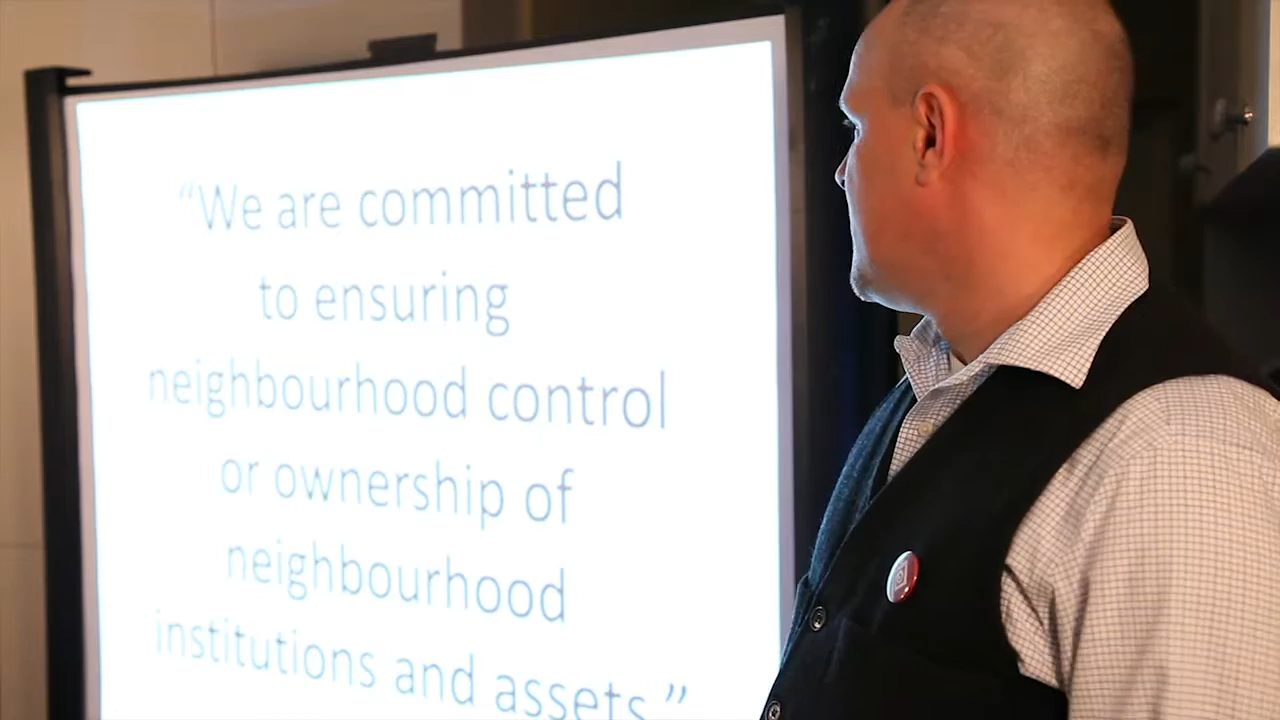 “We are committed
to ensuring
neighbourhood control
or ownership of
neighbourhood
institutions and assets.”